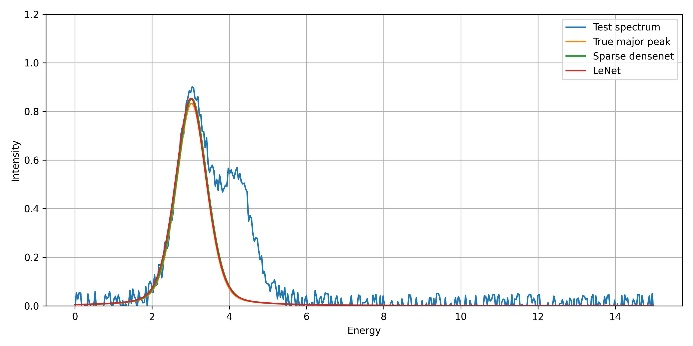 1.2
1.0
0.8
0.6
0.4
0.2
0.0
Intensity
0 2 4 6 8 10 12 14
Energy
Test spectrum
True major peak
Sparse densenet
LeNet